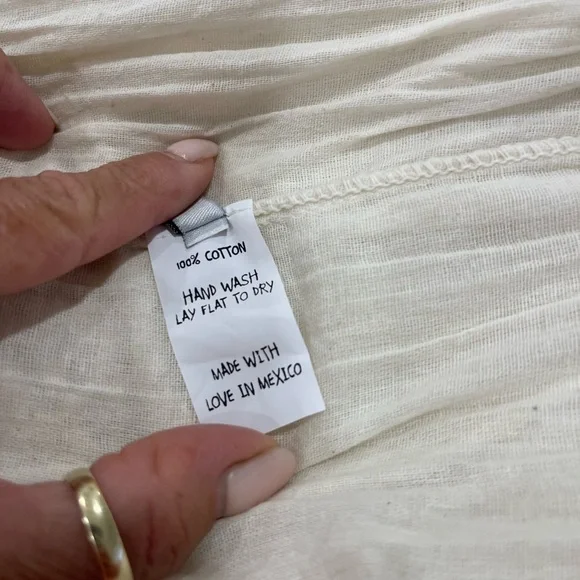 100% COTTON
HAND WASH
LAY FLAT TO DRY
MADE WITH
LOVE IN MEXICO